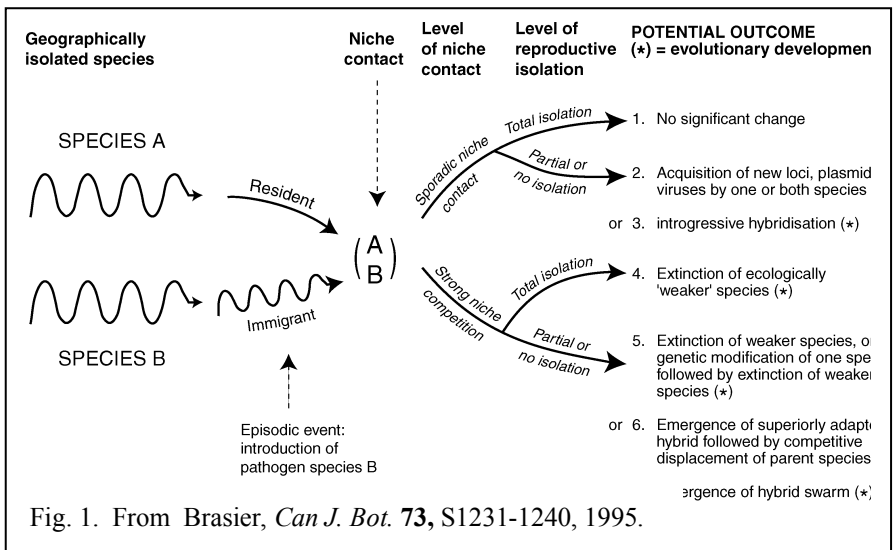 Geographically
isolated species
Niche
contact
Level
of niche
contact
Level of
reproductive
isolation
POTENTIAL OUTCOME
(*) = evolutionary developmen
SPECIES A
Resident
A
B
Immigrant
SPECIES B
Episodic event:
introduction of
pathogen species B
Sporadic niche
contact
Total isolation
Partial or
no isolation
Strong niche
competition
Total isolation
Partial or
no isolation
1. No significant change
2. Acquisition of new loci, plasmid
viruses by one or both species
or 3. introgressive hybridisation (*)
4. Extinction of ecologically
'weaker' species (*)
5. Extinction of weaker species, o
genetic modification of one spe
followed by extinction of weake
species (*)
or 6. Emergence of superiorly adapt
hybrid followed by competitive
displacement of parent species
ergence of hybrid swarm (*)
Fig. 1. From Brasier, Can J. Bot. 73, S1231-1240, 1995.